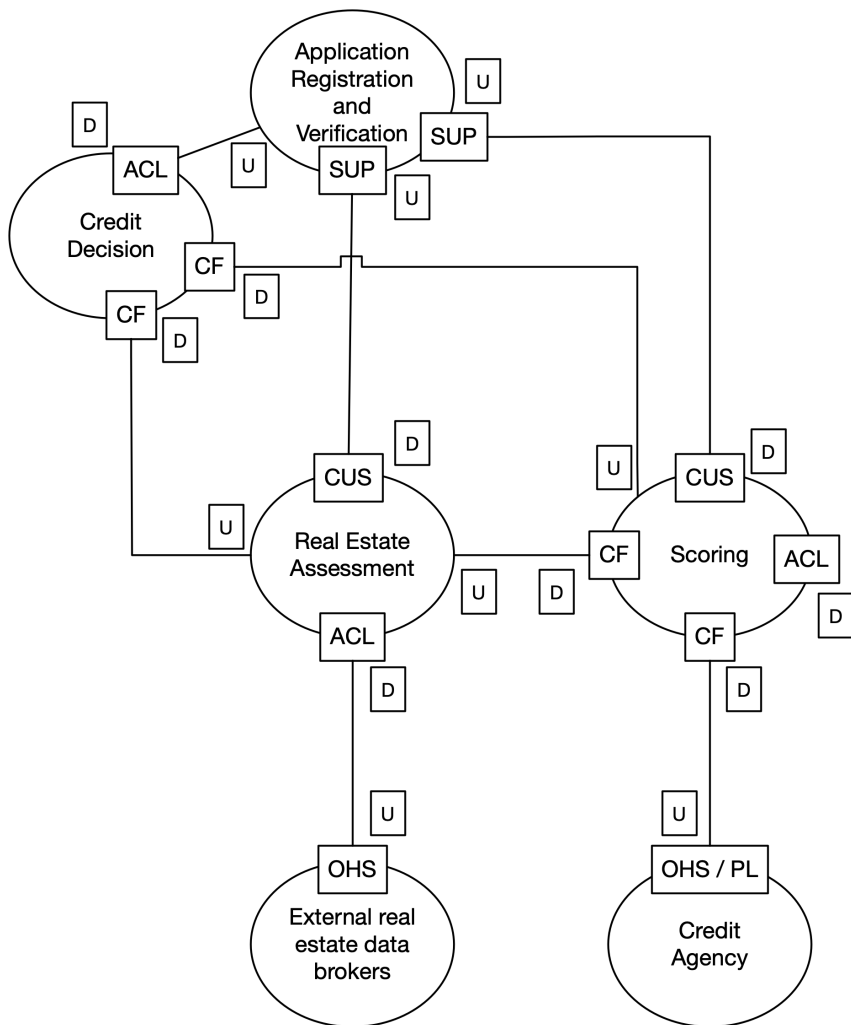 Application
Registration
and
Verification
U
SUP
D
ACL
U
SUP
U
Credit
Decision
CF
D
CF
D
D
CUS
U
D
CUS
U
Real Estate
Assessment
U
D
CF
Scoring
ACL
D
ACL
D
CF
D
U
OHS
External real
estate data
brokers
U
OHS / PL
Credit
Agency